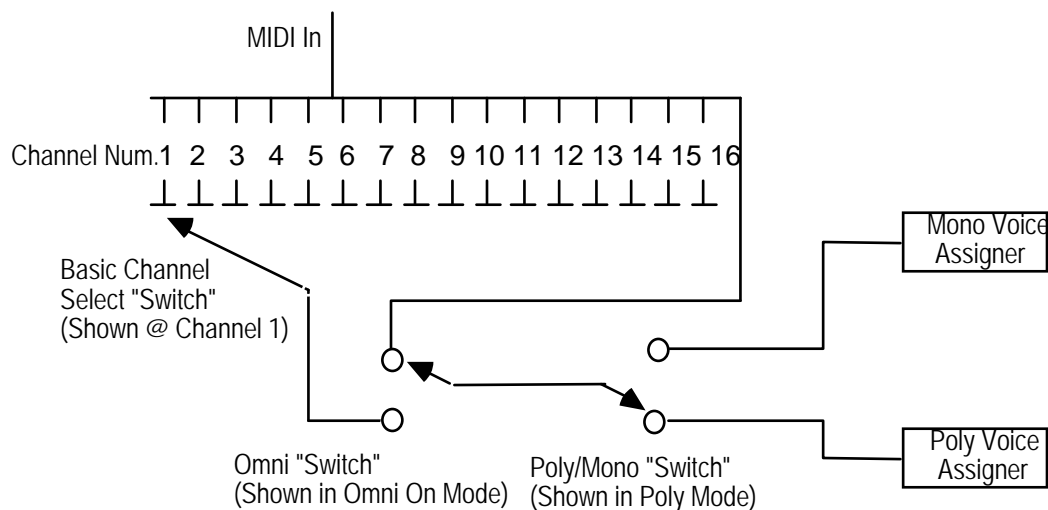 MIDI In
Channel Num.1 2 3 4 5 6 7 8 9 10 11 12 13 14 15 16
Basic Channel
Select "Switch"
(Shown @ Channel 1)
Mono Voice
Assigner
Omni "Switch"
(Shown in Omni On Mode)
Poly/Mono "Switch"
(Shown in Poly Mode)
Poly Voice
Assigner